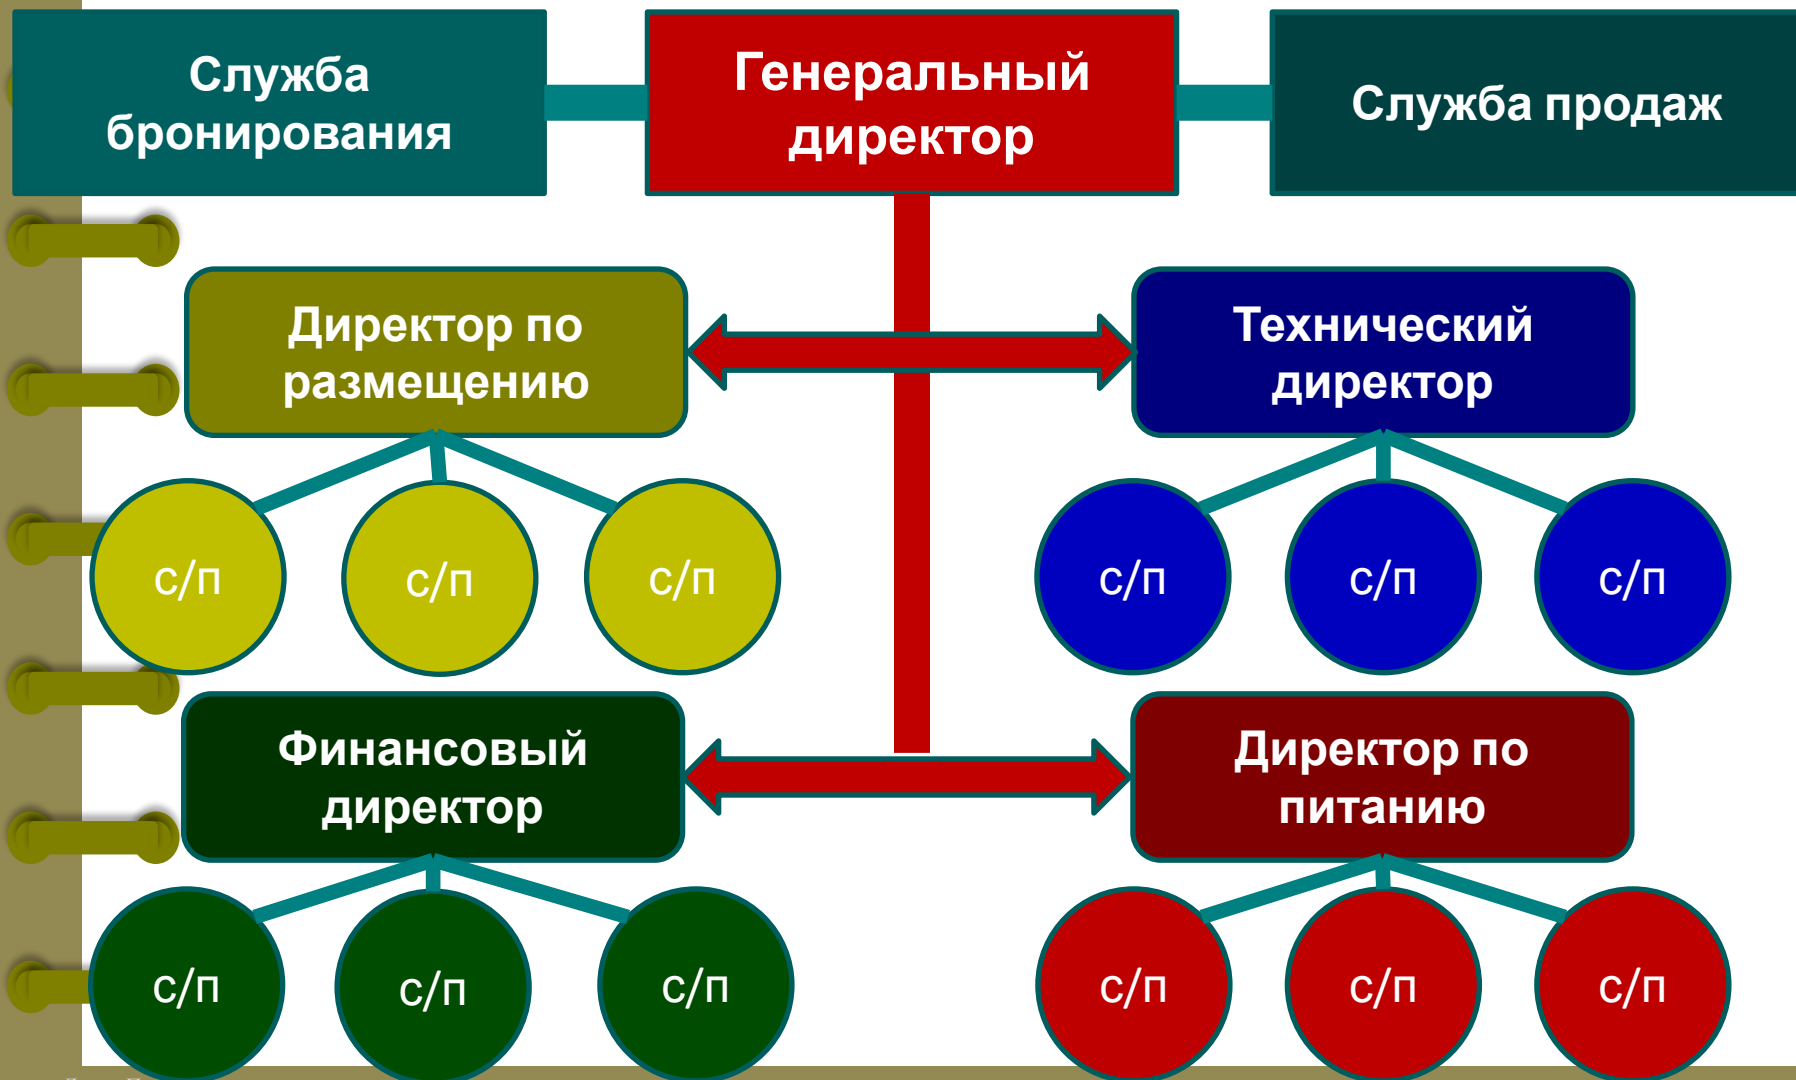 Служба
бронирования
Генеральный
директор
Служба продаж
Директор по
размещению
Технический
директор
с/п
с/п
с/п
с/п
с/п
с/п
Финансовый
директор
Директор по
питанию
с/п
с/п
с/п
с/п
с/п
с/п